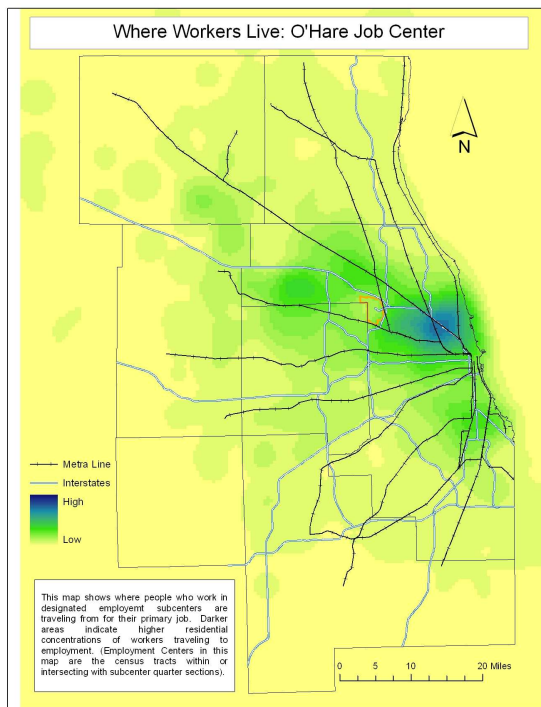 Where Workers Live: O'Hare Job Center
N
Metra Line
Interstates
High
Low
This map shows where people who work in
designated employent subcenters are
traveling from for their primary job. Darker
areas indicate higher residential
concentrations of workers traveling to
employment. (Employment Centers in this
map are the census tracts within or
intersecting with subcenter quarter sections).
0 5 10 20 Miles